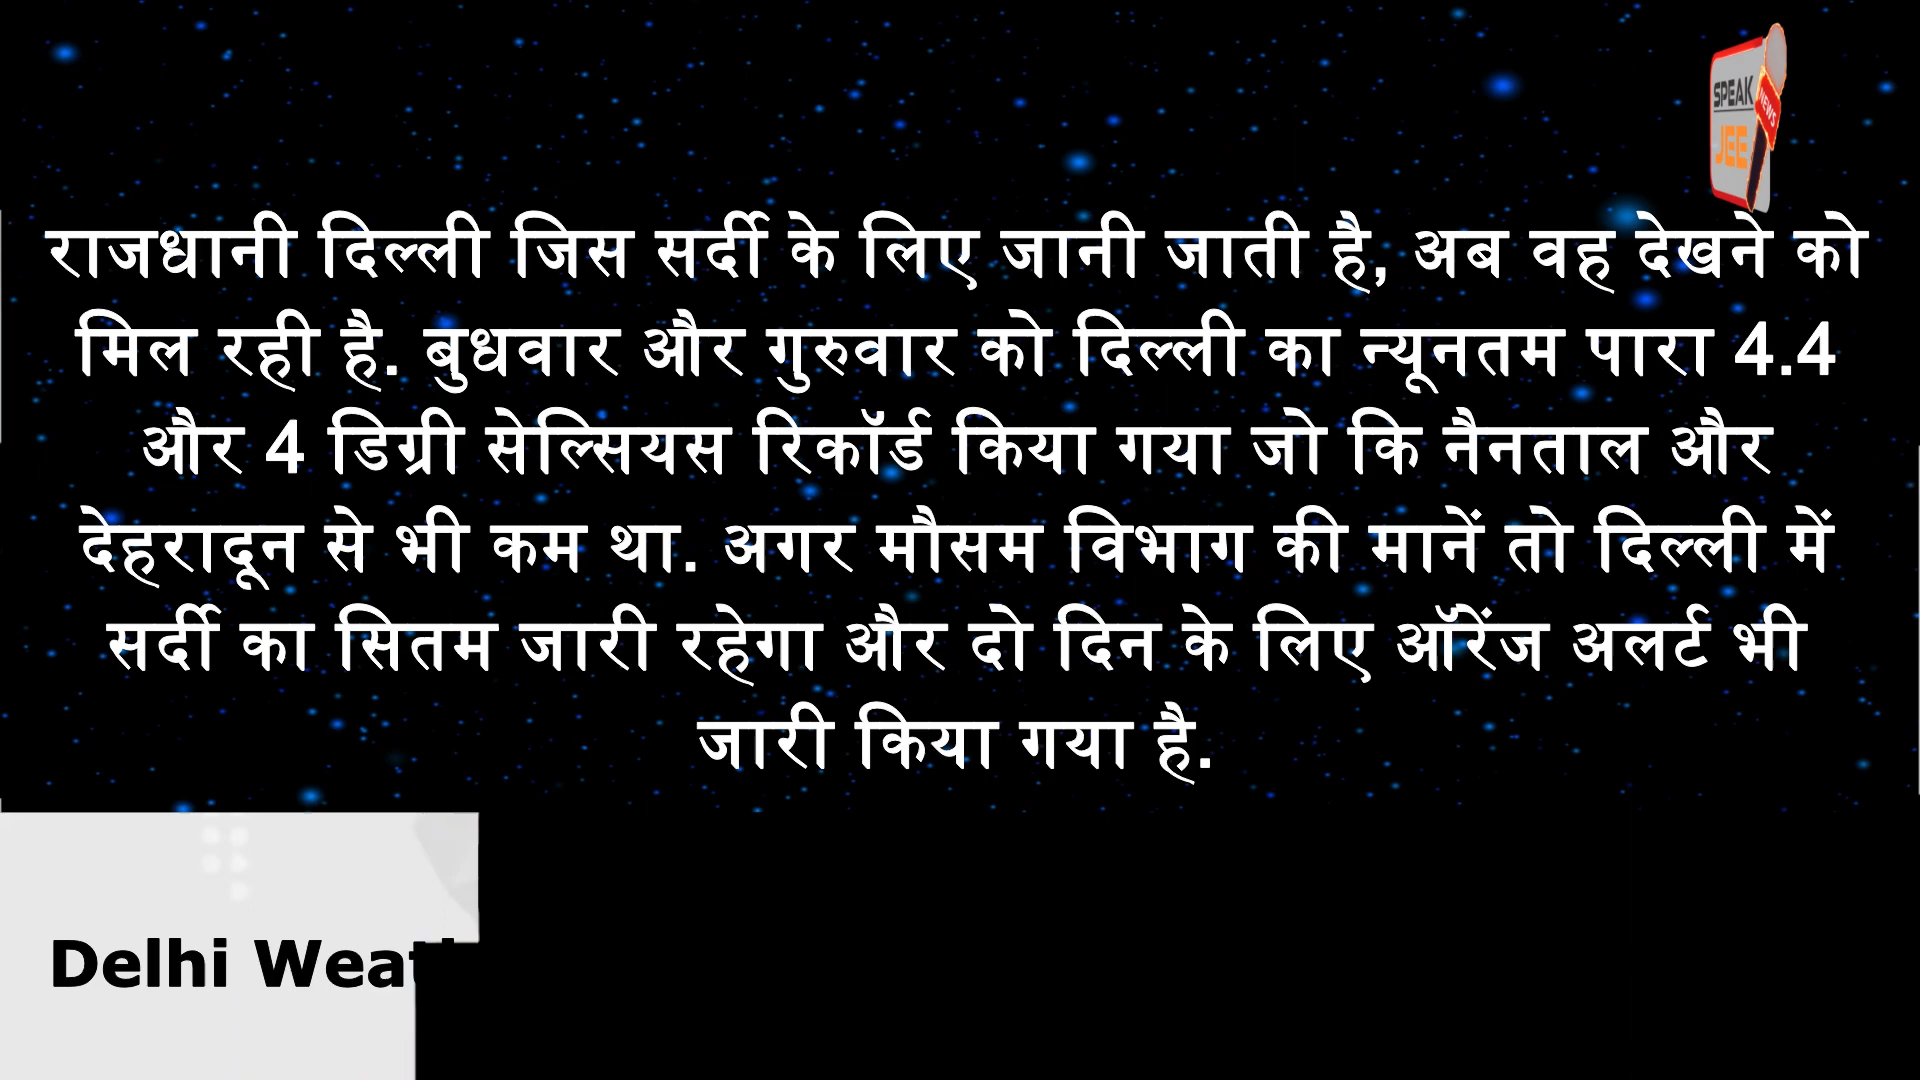 SPEAK
NEWS
JEE
राजधानी दिल्ली जिस सर्दी के लिए जानी जाती है, अब वह देखने को
मिल रही है. बुधवार और गुरुवार को दिल्ली का न्यूनतम पारा 4.4
और 4 डिग्री सेल्सियस रिकॉर्ड किया गया जो कि नैनताल और
देहरादून से भी कम था. अगर मौसम विभाग की मानें तो दिल्ली में
सर्दी का सितम जारी रहेगा और दो दिन के लिए ऑरेंज अलर्ट भी
जारी किया गया है.
Delhi